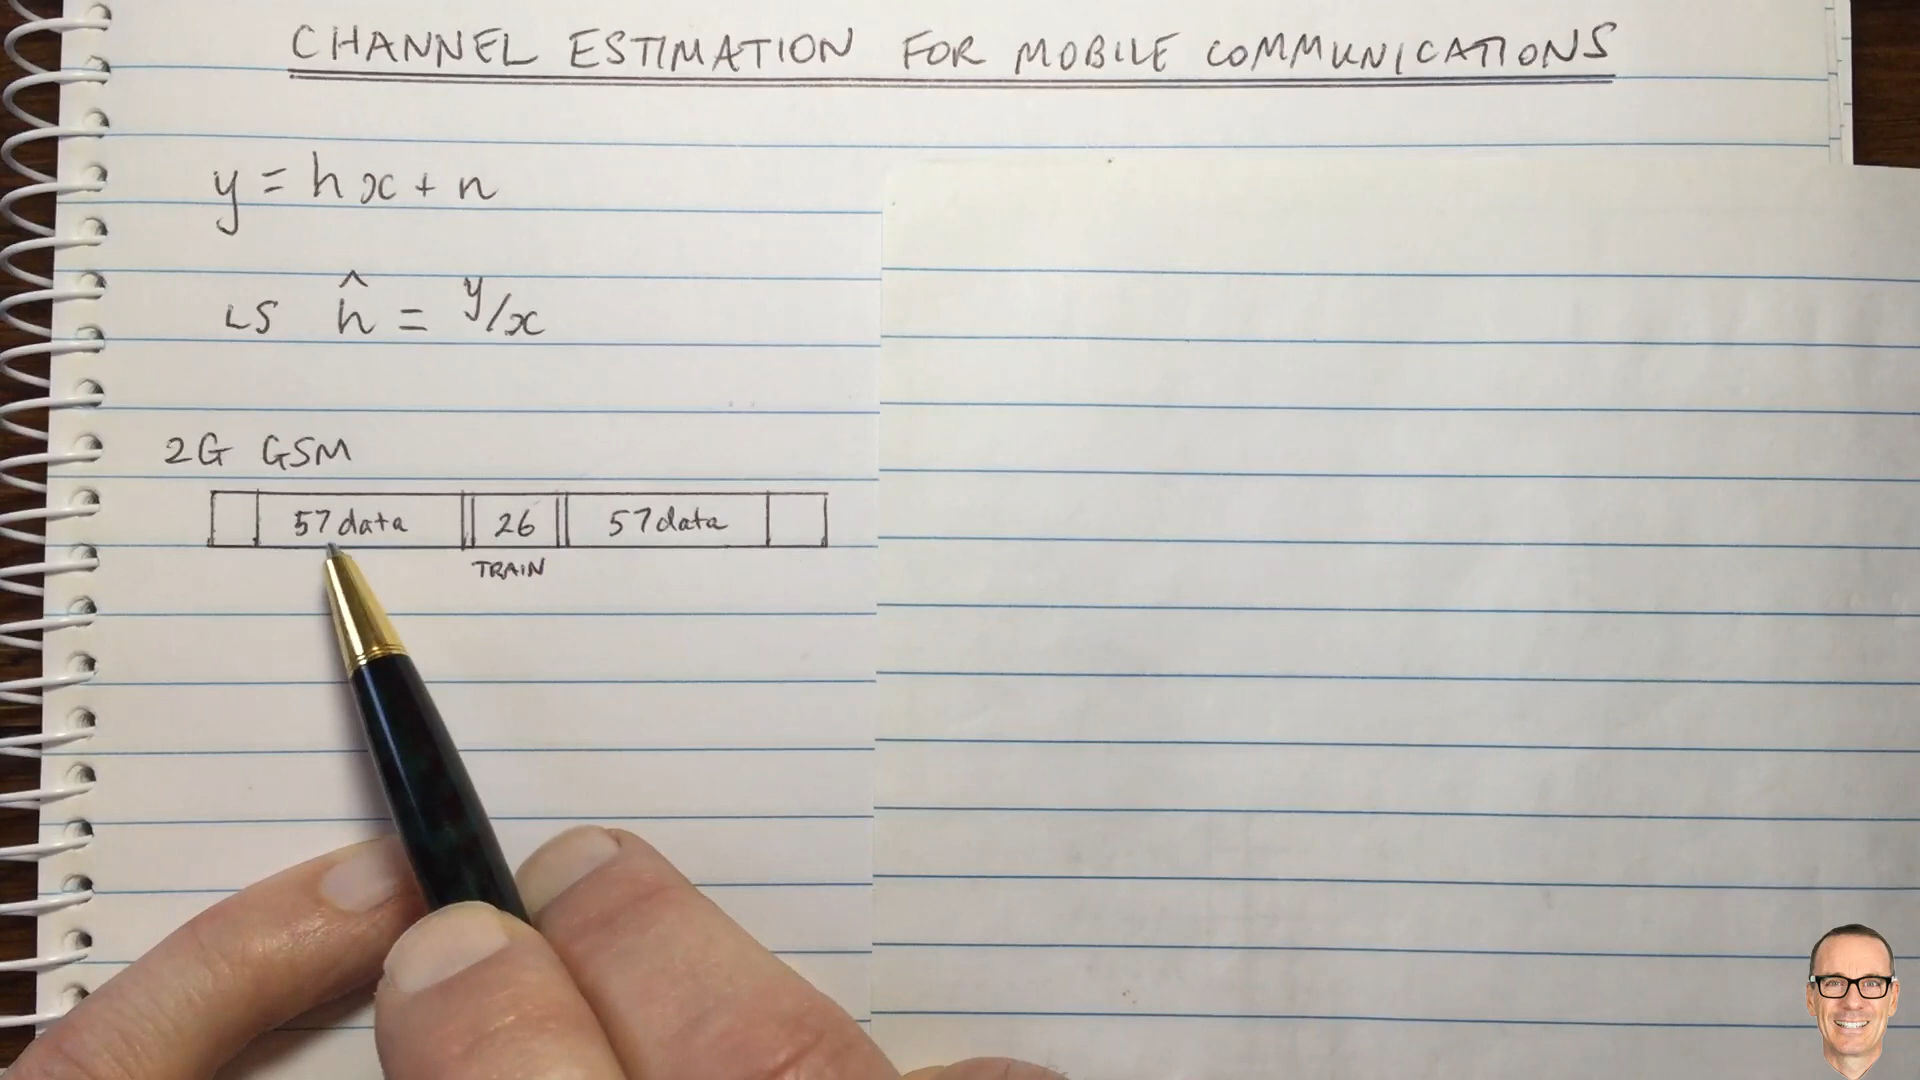 CHANNEL ESTIMATION FOR MOBILE COMMUNICATIONS
y = hx + n
LS ĥ = y/x
2G GSM
57data 26 57data
TRAIN